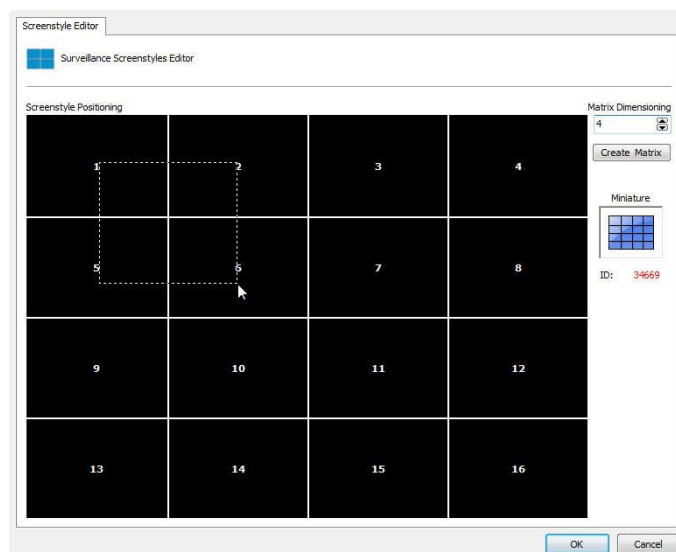 Screenstyle Editor
Surveillance Screenstyles Editor
Screenstyle Positioning
Matrix Dimensioning
4
Create Matrix
Miniature
ID: 34669
1 2 3 4
5 6 7 8
9 10 11 12
13 14 15 16
OK Cancel